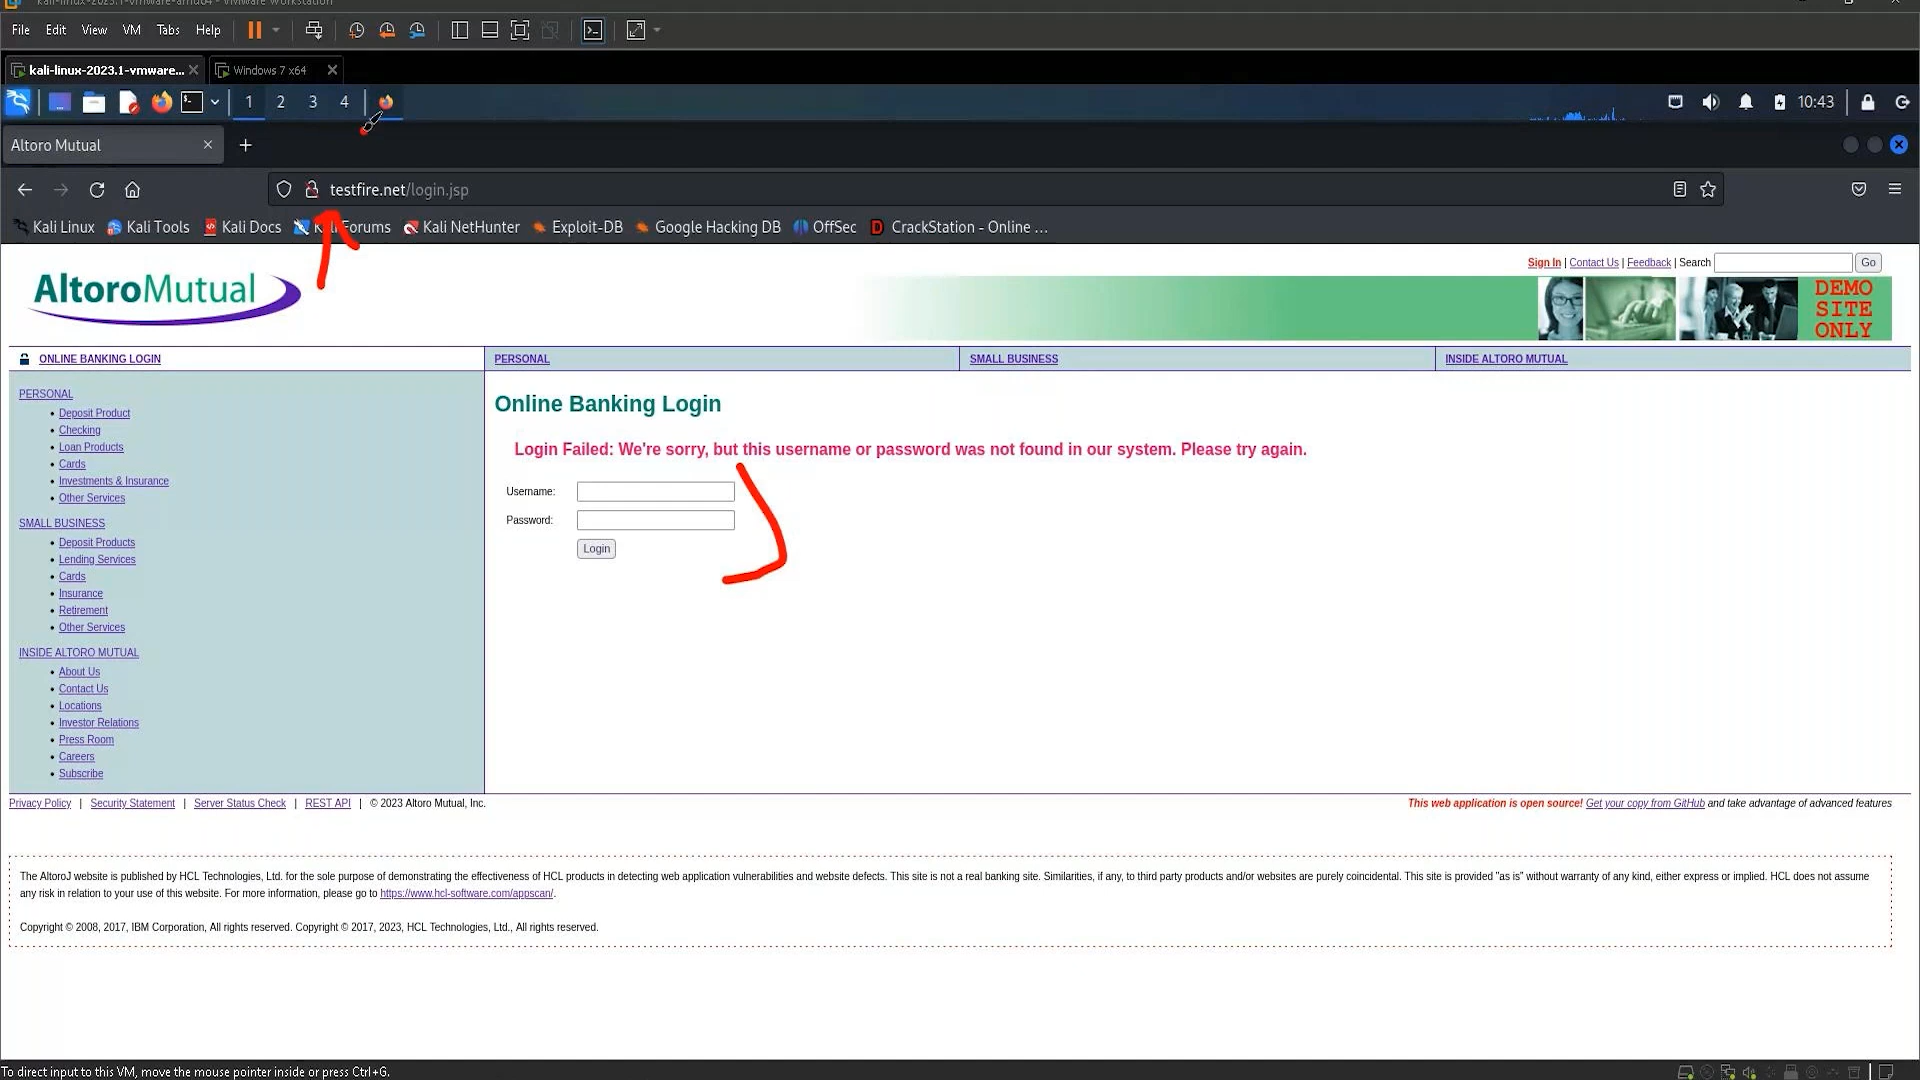 File Edit View VM Tabs Help
kali-linux-2023.1-vmware... Windows 7 x64
1 2 3 4 10:43
Altoro Mutual
testfire.net/login.jsp
Kali Linux Kali Tools Kali Docs Kali Forums Kali NetHunter Exploit-DB Google Hacking DB OffSec CrackStation - Online ...
Sign In | Contact Us | Feedback | Search Go
AltoroMutual
DEMO
SITE
ONLY
ONLINE BANKING LOGIN PERSONAL SMALL BUSINESS INSIDE ALTORO MUTUAL
PERSONAL
Deposit Product
Checking
Loan Products
Cards
Investments & Insurance
Other Services
SMALL BUSINESS
Deposit Products
Lending Services
Cards
Insurance
Retirement
Other Services
INSIDE ALTORO MUTUAL
About Us
Contact Us
Locations
Investor Relations
Press Room
Careers
Subscribe
Online Banking Login
Login Failed: We're sorry, but this username or password was not found in our system. Please try again.
Username:
Password:
Login
Privacy Policy | Security Statement | Server Status Check | REST API | © 2023 Altoro Mutual, Inc.
This web application is open source! Get your copy from GitHub and take advantage of advanced features
The AltoroJ website is published by HCL Technologies, Ltd. for the sole purpose of demonstrating the effectiveness of HCL products in detecting web application vulnerabilities and website defects. This site is not a real banking site. Similarities, if any, to third party products and/or websites are purely coincidental. This site is provided "as is" without warranty of any kind, either express or implied. HCL does not assume
any risk in relation to your use of this website. For more information, please go to https://www.hcl-software.com/appscan/.
Copyright © 2008, 2017, IBM Corporation, All rights reserved. Copyright © 2017, 2023, HCL Technologies, Ltd., All rights reserved.
To direct input to this VM, move the mouse pointer inside or press Ctrl+G.